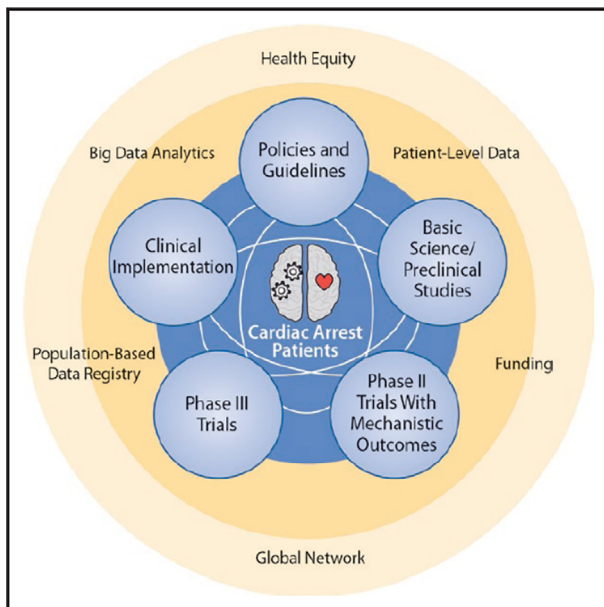 Health Equity
Big Data Analytics
Policies and
Guidelines
Patient-Level Data
Clinical
Implementation
Basic
Science/
Preclinical
Studies
Cardiac Arrest
Patients
Population-Based
Data Registry
Funding
Phase III
Trials
Phase II
Trials With
Mechanistic
Outcomes
Global Network